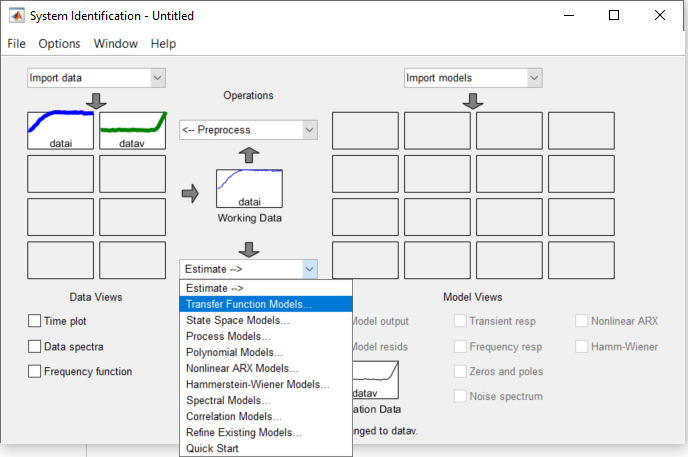 System Identification - Untitled
File Options Window Help
Import data
Import models
Operations
<-- Preprocess
datai
datav
datai
Working Data
Estimate -->
Estimate -->
Transfer Function Models...
State Space Models...
Process Models...
Polynomial Models...
Nonlinear ARX Models...
Hammerstein-Wiener Models...
Spectral Models...
Correlation Models...
Refine Existing Models...
Quick Start
Data Views
Time plot
Data spectra
Frequency function
Model Views
Model output
Transient resp
Nonlinear ARX
Model resids
Frequency resp
Hamm-Wiener
Zeros and poles
Noise spectrum
datav
ation Data
nged to datav.